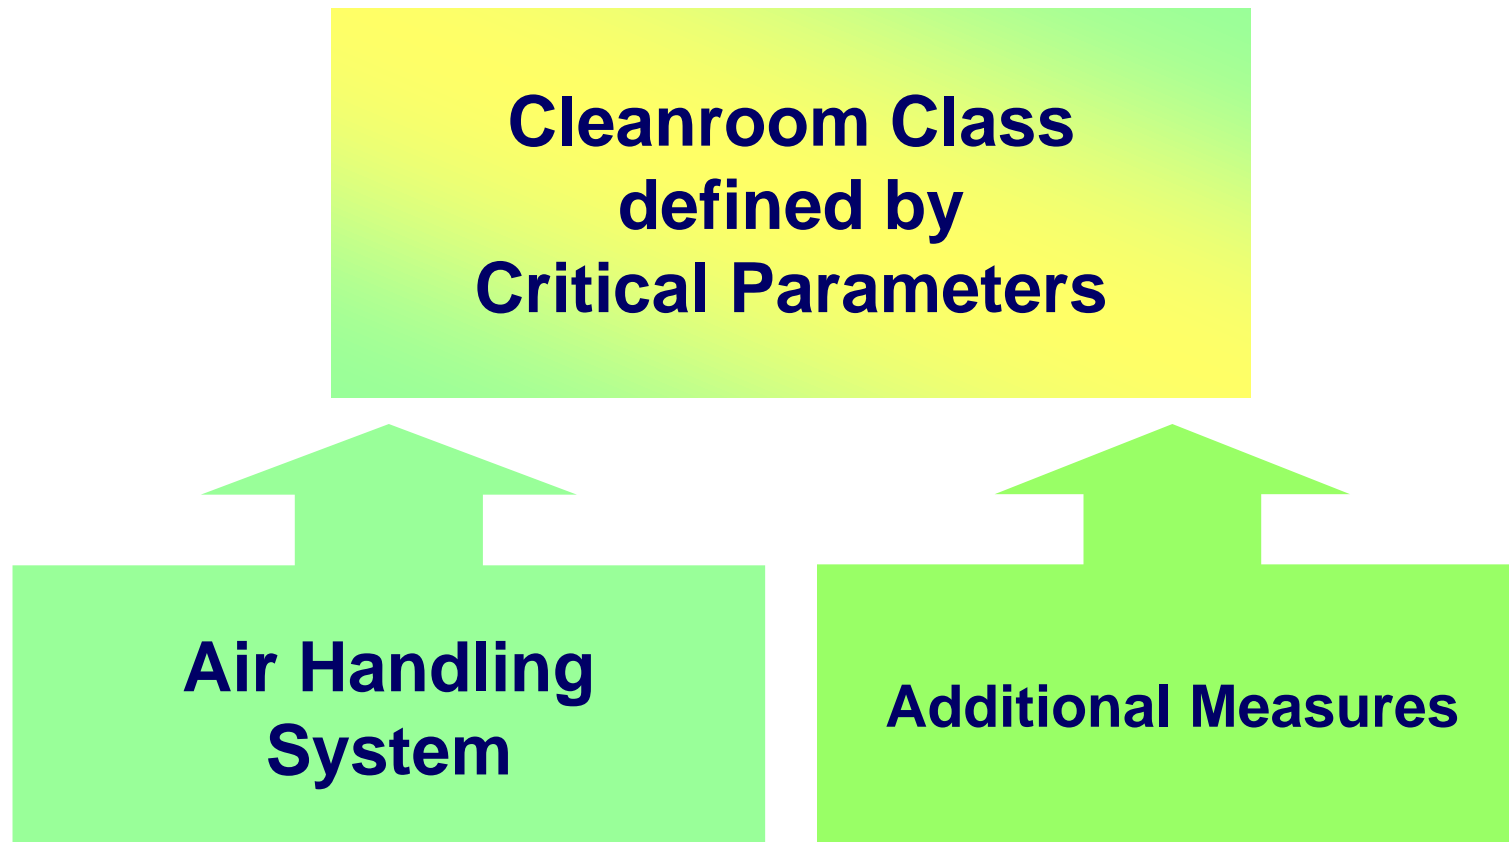 Cleanroom Class
defined by
Critical Parameters
Air Handling
System
Additional Measures